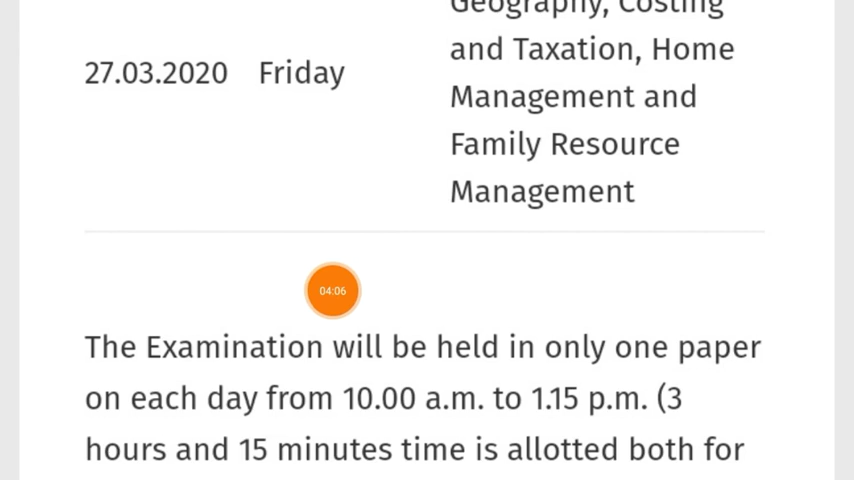 Geography, Costing
and Taxation, Home
27.03.2020 Friday
Management and
Family Resource
Management
04:06
The Examination will be held in only one paper
on each day from 10.00 a.m. to 1.15 p.m. (3
hours and 15 minutes time is allotted both for